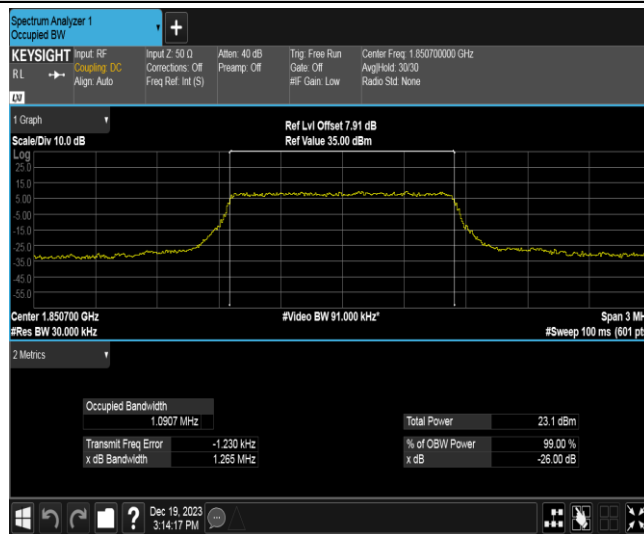 Spectrum Analyzer 1
Occupied BW
+
KEYSIGHT
RL
LXI
Input: RF
Coupling: DC
Align: Auto
Input Z: 50 Ω
Corrections: Off
Freq Ref: Int (S)
Atten: 40 dB
Preamp: Off
Trig: Free Run
Gate: Off
#IF Gain: Low
Center Freq: 1.850700000 GHz
Avg|Hold: 30/30
Radio Std: None
1 Graph
Scale/Div 10.0 dB
Ref Lvl Offset 7.91 dB
Ref Value 35.00 dBm
Log
25.0
15.0
5.00
-5.00
-15.0
-25.0
-35.0
-45.0
-55.0
Center 1.850700 GHz
#Video BW 91.000 kHz*
Span 3 MH
#Res BW 30.000 kHz
#Sweep 100 ms (601 pt
2 Metrics
Occupied Bandwidth
1.0907 MHz
Total Power 23.1 dBm
Transmit Freq Error -1.230 kHz
% of OBW Power 99.00 %
x dB Bandwidth 1.265 MHz
x dB -26.00 dB
?
Dec 19, 2023
3:14:17 PM